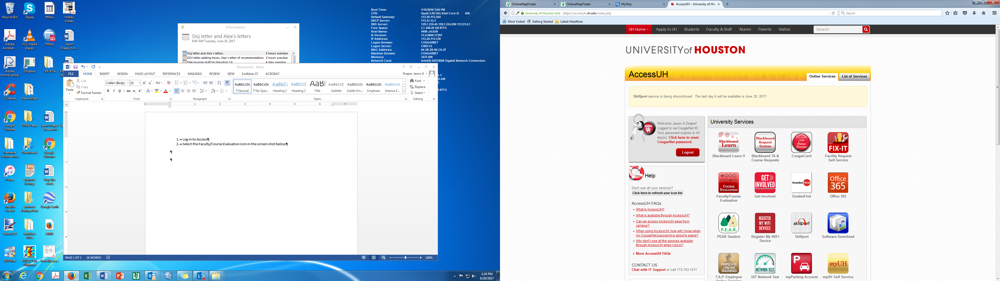 Recycle Bin
Skype
tiffany
Hobby tickets
Adobe Acrobat ...
VLC media player
Tiffany
Jason Draper_For...
Adobe FormsCentral
Dropbox
CFP-PCA
CCleaner
New folder
Google Chrome
TTRA Texas
Jason Draper - Research
Tremaine volunteerin...
Downloads
Google Chrome
iTunes
Endnote listings
Stop the clock
Mozilla Firefox
Endnote listings.Data
Google Earth
Paint.NET
EndNote PDFs
HNN
ENX3Inst
EQS 6.2 for Windows
TravelResea...
Boot Time: 1/15/2016 3:54 PM
CPU: Quad 3.20 GHz Intel Core i5 650
Default Gateway: 172.26.113.254
DHCP Server: 172.21.12.1
DNS Server: 129.7.235.45 129.7.224.200 172.21.0.1
Free Space: C:\ 248.20 GB NTFS
Host Name: HRM-JASON
IE Version: 11.0.9600.17207
IP Address: 172.26.113.139
Logon Domain: COUGARNET
Logon Server: CNDC12
MAC Address: 84-2B-2B-96-C0-2F
Machine Domain: COUGARNET
Memory: 3575 MB
Network Card: Intel(R) 82578DM Gigabit Network Connection
9 Reminder(s)
Doj letter and Alex's letters
8:00 AM Tuesday, June 20, 2017
Doj letter and Alex's letters 5 hours overdue
DOJ letter adding hours, Alex's letter of recommendation 5 hours overdue
Film tourism stuff for Houston 1st 4 days overdue
Document1 - Word
FILE HOME INSERT DESIGN PAGE LAYOUT REFERENCES MAILINGS REVIEW VIEW EndNote X7 ACROBAT
Draper, Jason A
Paste
Cut
Copy
Format Painter
Clipboard
Calibri (Body) 11
Font
Paragraph
AaBbCcDc AaBbCcDc AaBbCc AaBbCcD AaBl AaBbCcD AaBbCcDc AaBbCcDc AaBbCcDc
¶ Normal ¶ No Spac... Heading 1 Heading 2 Title Subtitle Subtle Em... Emphasis Intense E...
Styles
Find
Replace
Select
Editing
1 1 2 3 4 5 6 7
1. Log·in·to·Access¶
2. Select·the·Faculty/Course·Evaluation·icon·in·the·screen·shot·below¶
¶
¶
PAGE 1 OF 1 16 WORDS
100%
1:24 PM
6/20/2017
OnlineMapFinder
OnlineMapFinder
MyWay
AccessUH - University of Hou
University of Houston (US) https://accessuh.uh.edu/index.php
Search
Most Visited Getting Started Latest Headlines
UH Home Apply to UH Students Faculty & Staff Alumni Parents Visitors
Search
UNIVERSITY of HOUSTON
AccessUH
Online Services
List of Services
Skillport service is being discontinued. The last day it will be available is June 30, 2017.
ACCESS UH
Welcome Jason A Draper!
Logged in via CougarNet ID.
Your password expires in 43
day(s). Click here to reset
CougarNet password.
Logout
Help
Don't see all your services?
Click here to refresh your icon list
AccessUH FAQs
What is AccessUH?
What is available through AccessUH?
Can we access AccessUH away from
campus?
When using AccessUH, how will I know when
my CougarNet password is about to expire?
Why don't I see all the services available
through AccessUH when I log in?
More AccessUH FAQs
CONTACT US
Chat with IT Support or call 713-743-1411
University Services
Blackboard Learn
Blackboard Request System
COUGAR CARD Online Services
FIX-IT
Blackboard Learn 9
Blackboard TA & Course Requests
CougarCard
Facility Request Self-Service
COURSE EVALUATION
GET INVOLVED
GradesFirst
Office 365
Faculty/Course Evaluation
Get Involved
GradesFirst
Office 365
P.E.A.R.
REGISTER MY WIFI DEVICES
skillport
PEAR Student
Register My WiFi Device
Skillport
Software Download
EMPLOYEE ONLINE TRAINING
NETWORK TEST
P
myUH
T.A.P. Employee Online Training
UIT Network Test
myParking Account
myUH Self Service